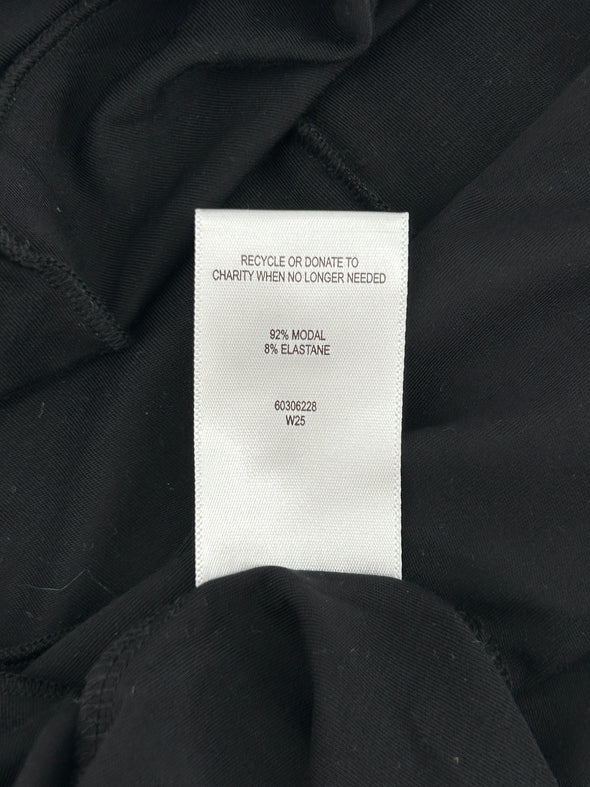 RECYCLE OR DONATE TO
CHARITY WHEN NO LONGER NEEDED
92% MODAL
8% ELASTANE
60306228
W25